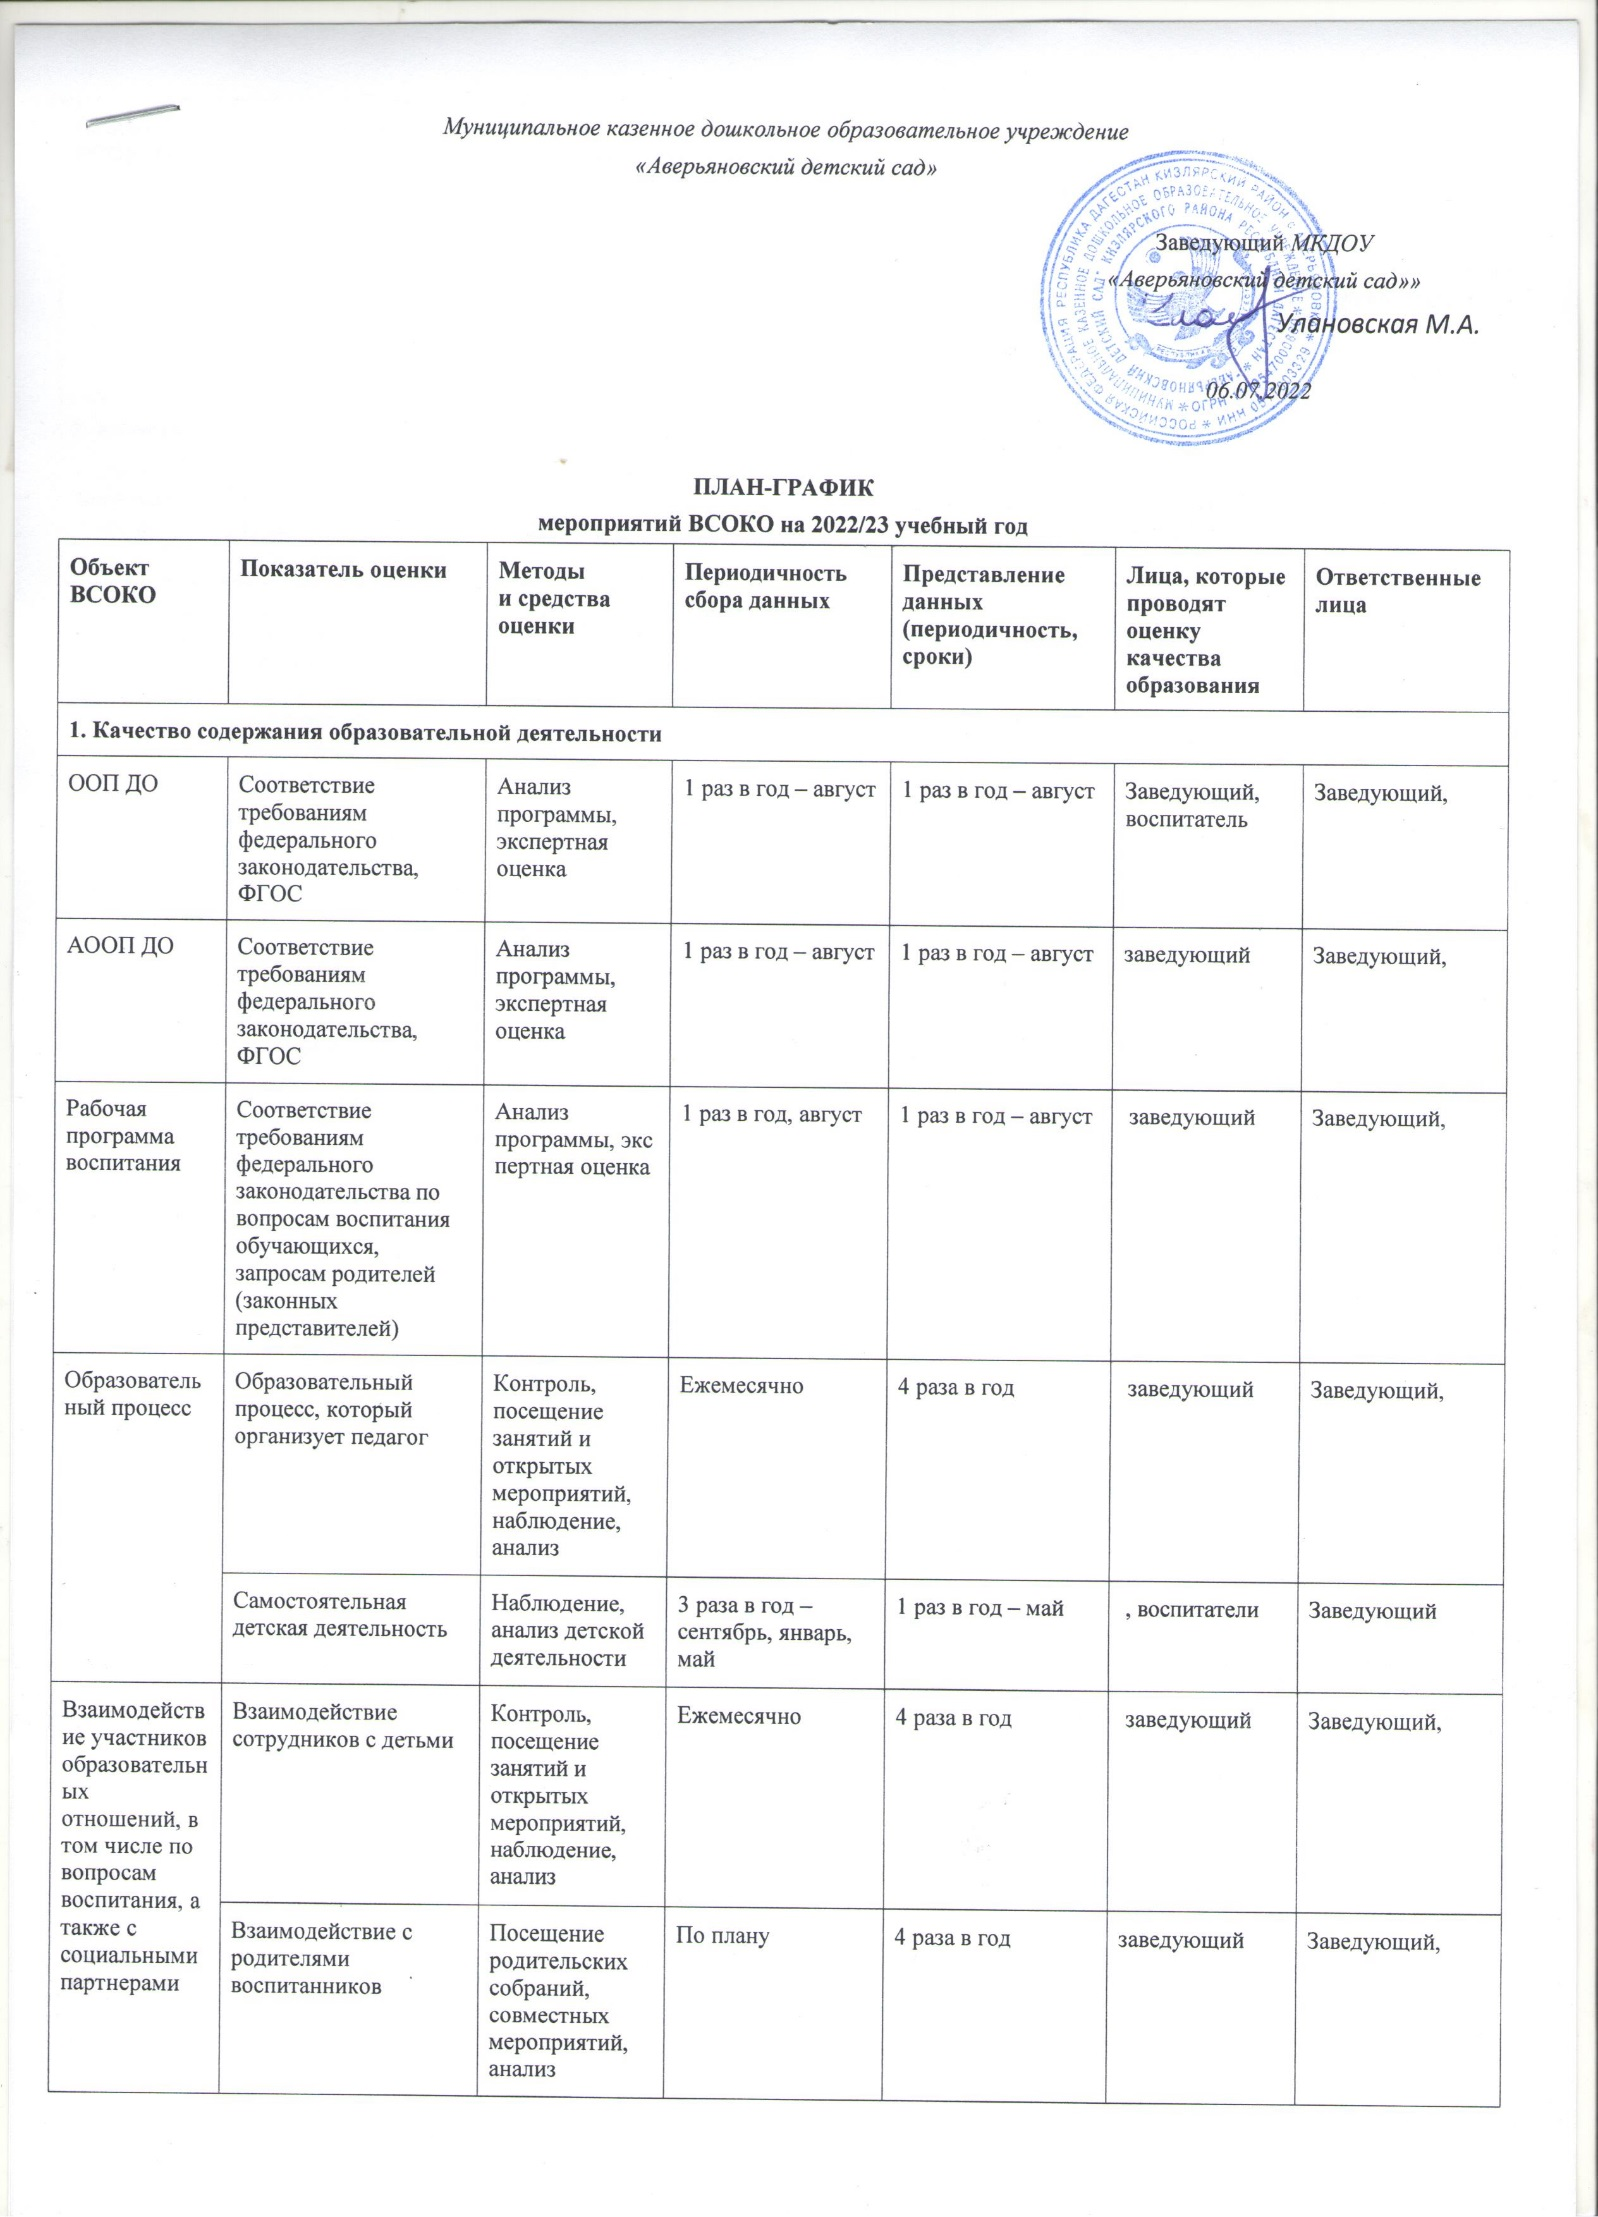 Муниципальное казенное дошкольное образовательное учреждение
«Аверьяновский детский сад»
Заведующий МКДОУ
«Аверьяновский детский сад»»
Улановская М.А.
06.07.2022
ПЛАН-ГРАФИК
мероприятий ВСОКО на 2022/23 учебный год
Объект
ВСОКО
Показатель оценки
Методы
и средства
оценки
Периодичность
сбора данных
Представление
данных
(периодичность,
сроки)
Лица, которые
проводят
оценку
качества
образования
Ответственные
лица
1. Качество содержания образовательной деятельности
ООП ДО
Соответствие
требованиям
федерального
законодательства,
ФГОС
Анализ
программы,
экспертная
оценка
1 раз в год – август
1 раз в год – август
Заведующий,
воспитатель
Заведующий,
АООП ДО
Соответствие
требованиям
федерального
законодательства,
ФГОС
Анализ
программы,
экспертная
оценка
1 раз в год – август
1 раз в год – август
заведующий
Заведующий,
Рабочая
программа
воспитания
Соответствие
требованиям
федерального
законодательства по
вопросам воспитания
обучающихся,
запросам родителей
(законных
представителей)
Анализ
программы, экс
пертная оценка
1 раз в год, август
1 раз в год – август
заведующий
Заведующий,
Образователь
ный процесс
Образовательный
процесс, который
организует педагог
Контроль,
посещение
занятий и
открытых
мероприятий,
наблюдение,
анализ
Ежемесячно
4 раза в год
заведующий
Заведующий,
Самостоятельная
детская деятельность
Наблюдение,
анализ детской
деятельности
3 раза в год –
сентябрь, январь,
май
1 раз в год – май
, воспитатели
Заведующий
Взаимодейств
ие участников
образовательн
ых
отношений, в
том числе по
вопросам
воспитания, а
также с
социальными
партнерами
Взаимодействие
сотрудников с детьми
Контроль,
посещение
занятий и
открытых
мероприятий,
наблюдение,
анализ
Ежемесячно
4 раза в год
заведующий
Заведующий,
Взаимодействие с
родителями
воспитанников
Посещение
родительских
собраний,
совместных
мероприятий,
анализ
По плану
4 раза в год
заведующий
Заведующий,